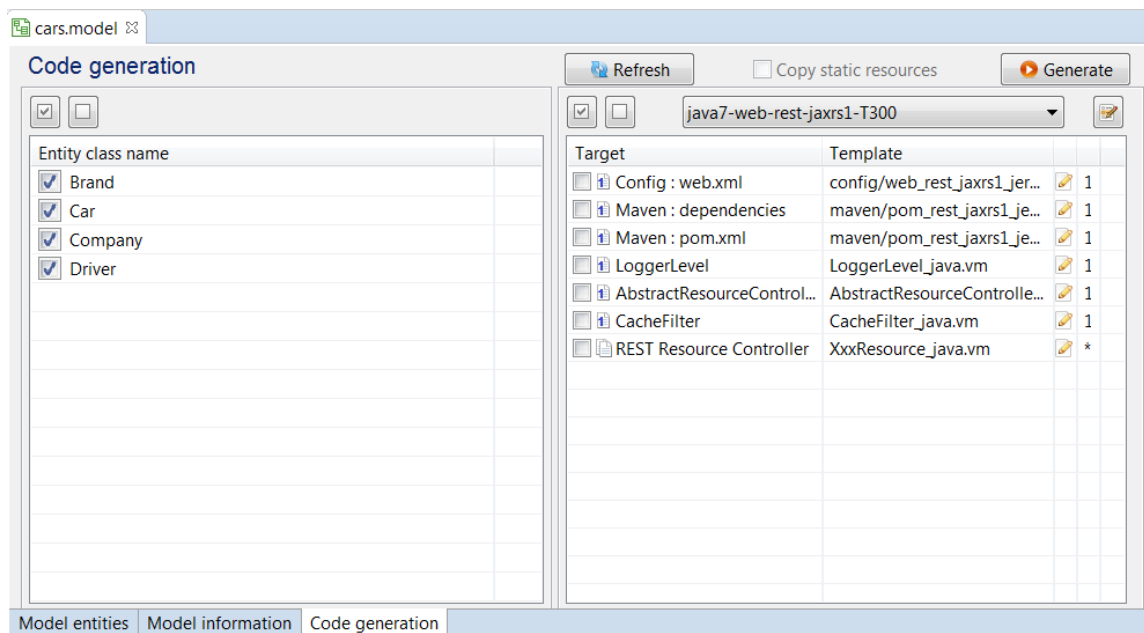 cars.model
Code generation
Refresh Copy static resources Generate
java7-web-rest-jaxrs1-T300
Entity class name
Brand
Car
Company
Driver
Target Template
Config : web.xml config/web_rest_jaxrs1_jer... 1
Maven : dependencies maven/pom_rest_jaxrs1_je... 1
Maven : pom.xml maven/pom_rest_jaxrs1_je... 1
LoggerLevel LoggerLevel_java.vm 1
AbstractResourceControl... AbstractResourceControlle... 1
CacheFilter CacheFilter_java.vm 1
REST Resource Controller XxxResource_java.vm *
Model entities Model information Code generation